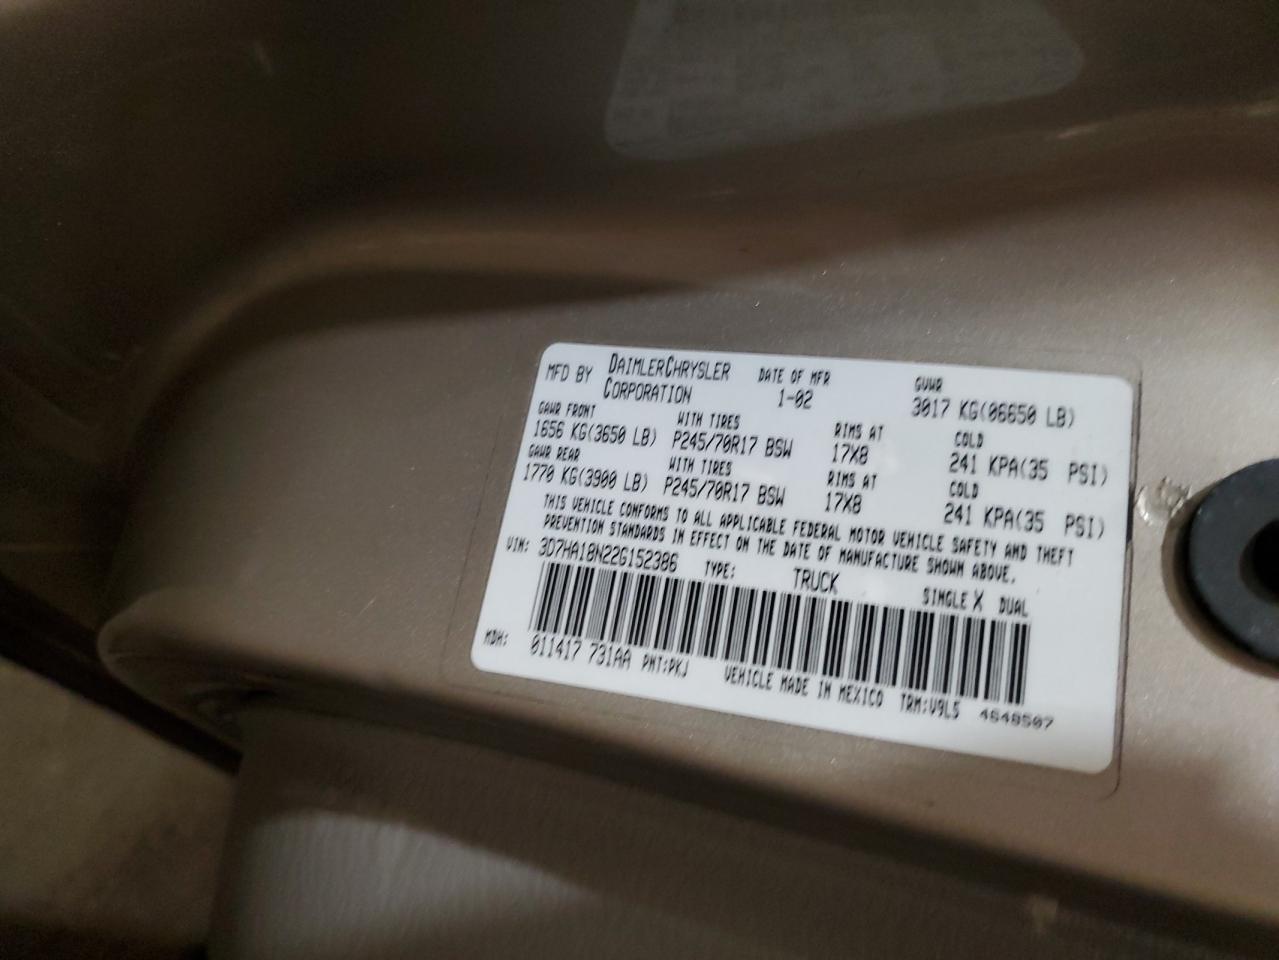 MFD BY DAIMLERCHRYSLER CORPORATION DATE OF MFR 1-02 GVWR 3017 KG(06650 LB)
GAWR FRONT WITH TIRES RIMS AT COLD
1656 KG(3650 LB) P245/70R17 BSW 17X8 241 KPA(35 PSI)
GAWR REAR WITH TIRES RIMS AT COLD
1770 KG(3900 LB) P245/70R17 BSW 17X8 241 KPA(35 PSI)
THIS VEHICLE CONFORMS TO ALL APPLICABLE FEDERAL MOTOR VEHICLE SAFETY AND THEFT
PREVENTION STANDARDS IN EFFECT ON THE DATE OF MANUFACTURE SHOWN ABOVE.
VIN: 3D7HA18N22G152386 TYPE: TRUCK SINGLE X DUAL
MDH: 011417 731AA PNT:PKJ VEHICLE MADE IN MEXICO TRM:V9L5 4648507